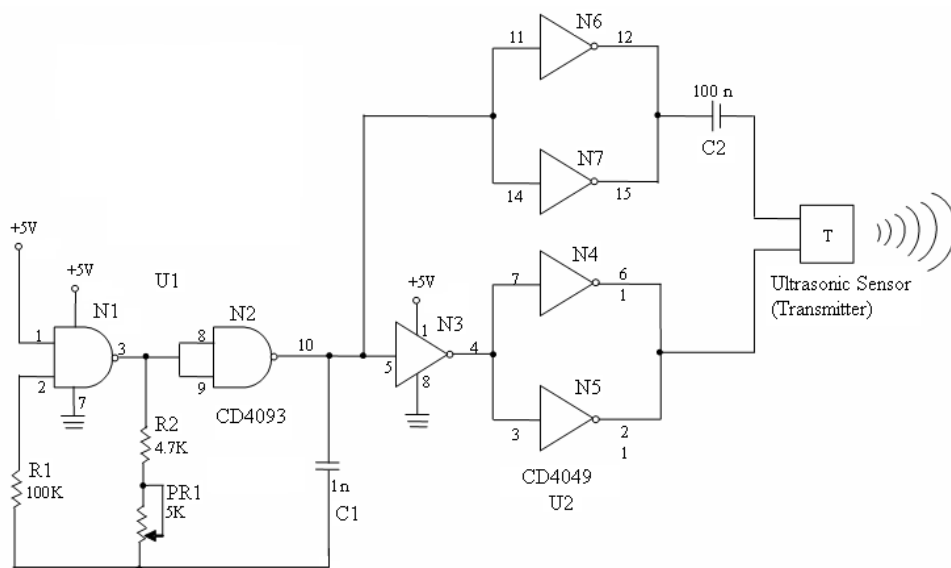 N6
11
12
100 n
C2
N7
14
15
+5V
+5V
U1
N1
1
2
3
7
N2
8
9
10
CD4093
R2
4.7K
R1
100K
PR1
5K
1n
C1
+5V
N3
1
5
4
8
N4
7
6
1
N5
3
2
1
CD4049
U2
T
Ultrasonic Sensor
(Transmitter)